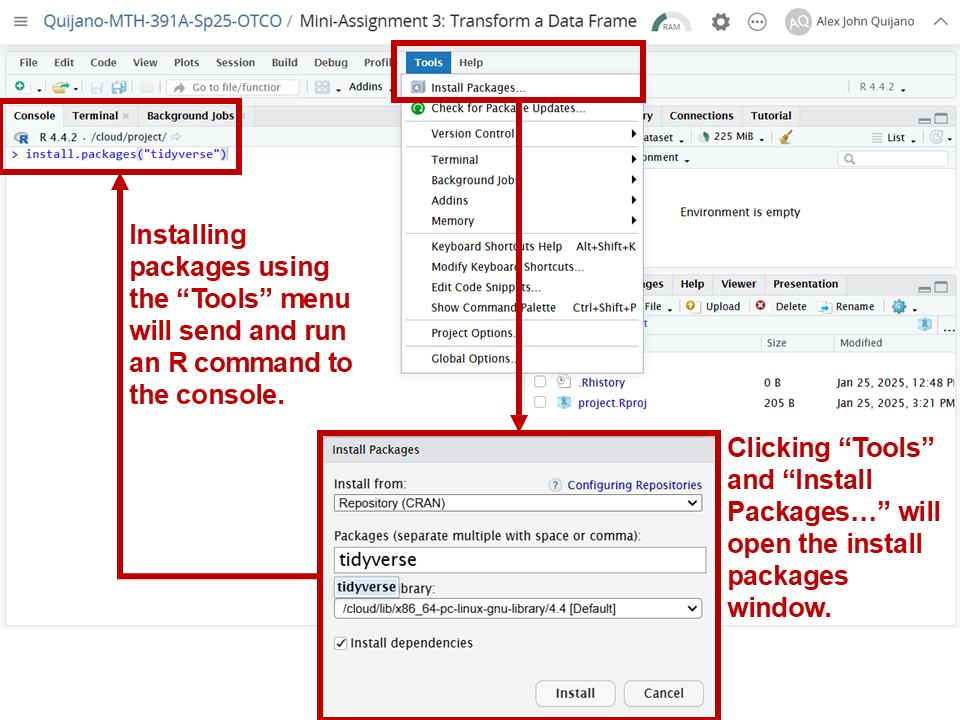 Quijano-MTH-391A-Sp25-OTCO / Mini-Assignment 3: Transform a Data Frame
RAM
AQ Alex John Quijano
File Edit Code View Plots Session Build Debug Tools Help
Go to file/function Addins R 4.4.2
Install Packages...
Console Terminal Background Jobs
Check for Package Updates...
Connections Tutorial
R 4.4.2 . /cloud/project/
Version Control
225 MiB List
> install.packages("tidyverse")
Terminal
Background Jobs
Addins
Memory
Environment is empty
Keyboard Shortcuts Help Alt+Shift+K
Modify Keyboard Shortcuts...
Edit Code Snippets...
Help Viewer Presentation
Show Command Palette Ctrl+Shift+P
File Upload Delete Rename
Project Options...
Size Modified
Global Options...
.Rhistory 0 B Jan 25, 2025, 12:48 P
project.Rproj 205 B Jan 25, 2025, 3:21 PM
Installing
packages using
the “Tools” menu
will send and run
an R command to
the console.
Install Packages
Install from:
? Configuring Repositories
Repository (CRAN)
Packages (separate multiple with space or comma):
tidyverse
tidyverse brary:
/cloud/lib/x86_64-pc-linux-gnu-library/4.4 [Default]
Install dependencies
Install Cancel
Clicking “Tools”
and “Install
Packages…” will
open the install
packages
window.